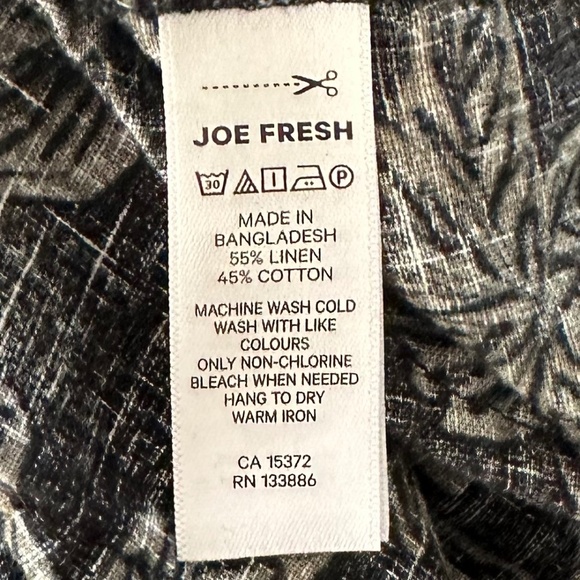 JOE FRESH
30 P
MADE IN
BANGLADESH
55% LINEN
45% COTTON
MACHINE WASH COLD
WASH WITH LIKE
COLOURS
ONLY NON-CHLORINE
BLEACH WHEN NEEDED
HANG TO DRY
WARM IRON
CA 15372
RN 133886